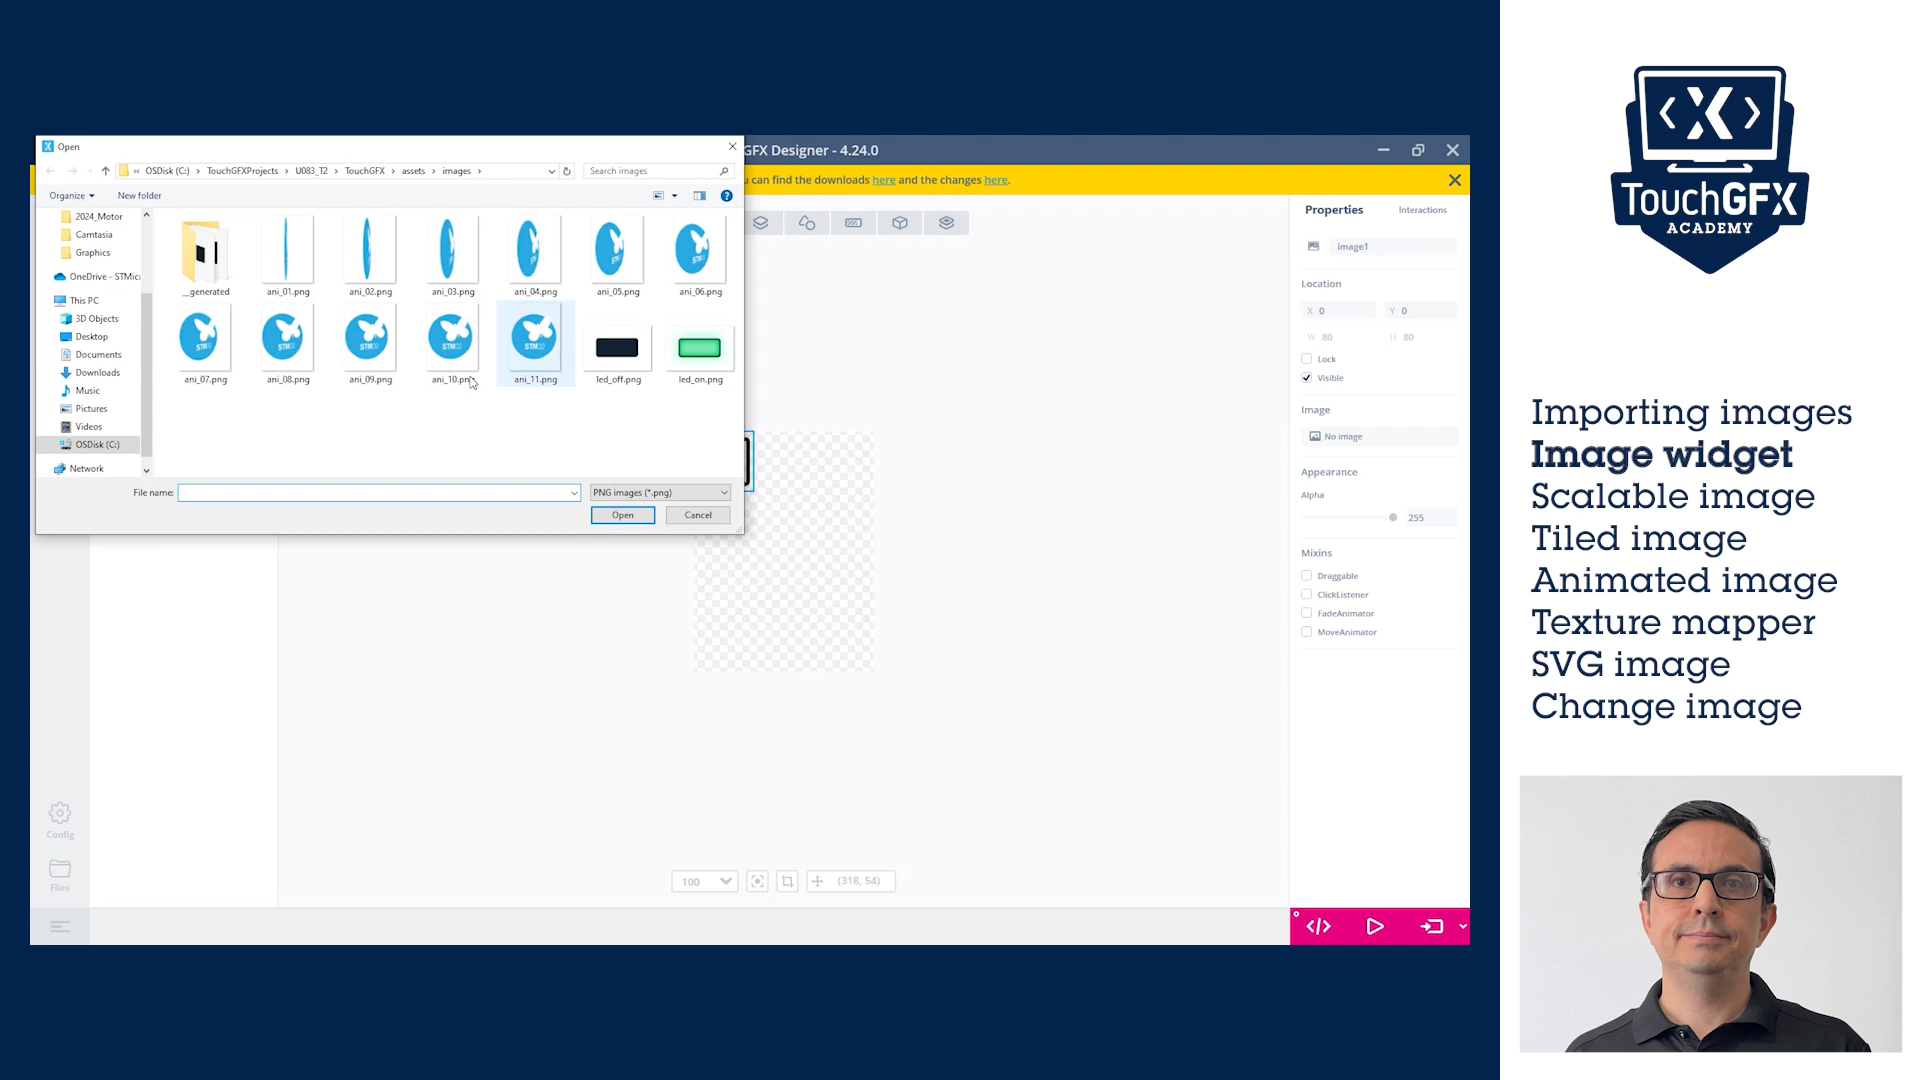 Open
GFX Designer - 4.24.0
« OSDisk (C:) › TouchGFXProjects › U083_T2 › TouchGFX › assets › images ›
Search images
u can find the downloads here and the changes here.
Organize
New folder
2024_Motor
Camtasia
Graphics
OneDrive - STMic
This PC
3D Objects
Desktop
Documents
Downloads
Music
Pictures
Videos
OSDisk (C:)
Network
__generated
ani_01.png
ani_02.png
ani_03.png
ani_04.png
ani_05.png
ani_06.png
ani_07.png
ani_08.png
ani_09.png
ani_10.png
ani_11.png
led_off.png
led_on.png
File name:
PNG images (*.png)
Open
Cancel
Properties
Interactions
image1
Location
X 0
Y 0
W 80
H 80
Lock
Visible
Image
No image
Appearance
Alpha
255
Mixins
Draggable
ClickListener
FadeAnimator
MoveAnimator
Config
Files
100
(318, 54)
TouchGFX
ACADEMY
Importing images
Image widget
Scalable image
Tiled image
Animated image
Texture mapper
SVG image
Change image